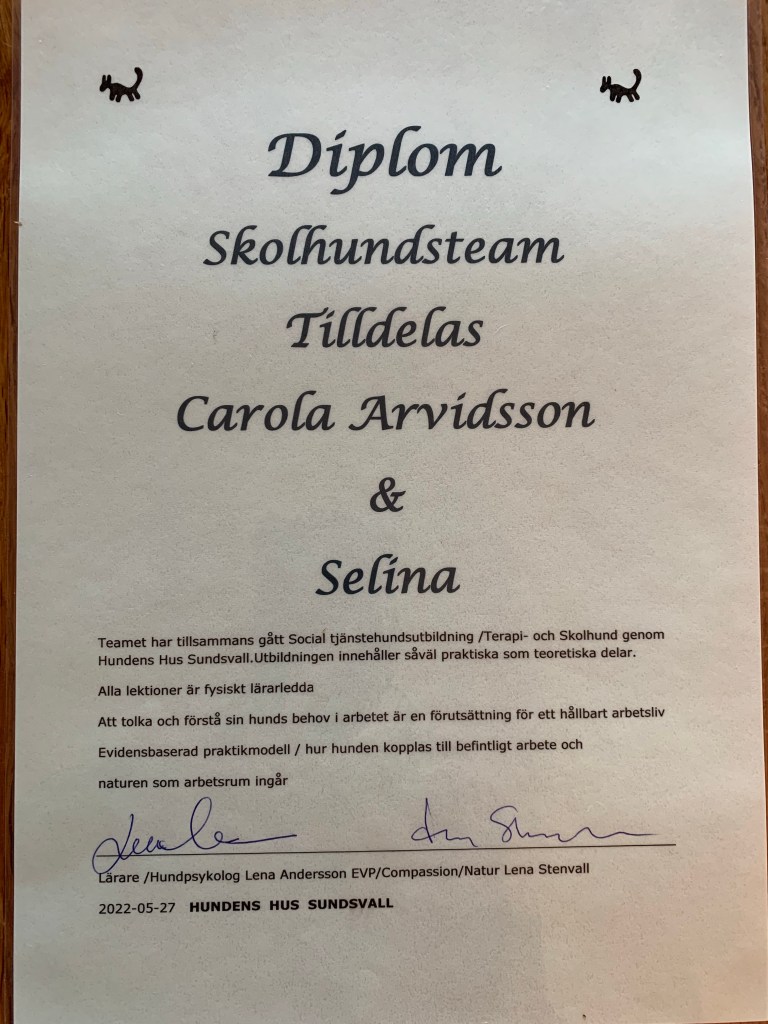 Diplom
Skolhundsteam
Tilldelas
Carola Arvidsson
&
Selina
Teamet har tillsammans gått Social tjänstehundsutbildning /Terapi- och Skolhund genom
Hundens Hus Sundsvall.Utbildningen innehåller såväl praktiska som teoretiska delar.
Alla lektioner är fysiskt lärarledda
Att tolka och förstå sin hunds behov i arbetet är en förutsättning för ett hållbart arbetsliv
Evidensbaserad praktikmodell / hur hunden kopplas till befintligt arbete och
naturen som arbetsrum ingår
Lärare /Hundpsykolog Lena Andersson EVP/Compassion/Natur Lena Stenvall
2022-05-27 HUNDENS HUS SUNDSVALL